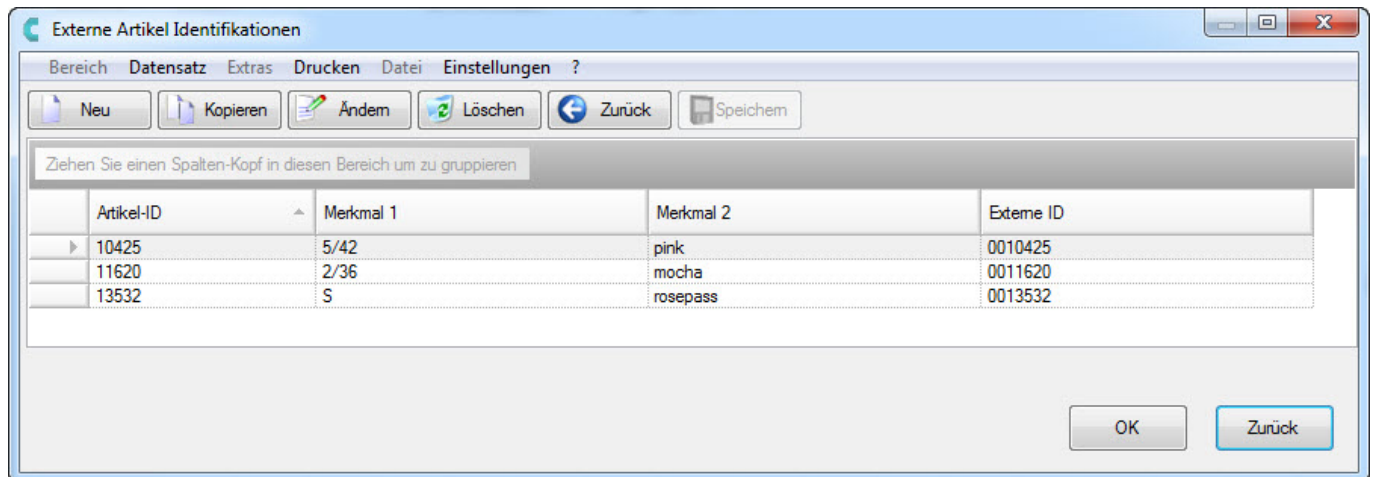 Externe Artikel Identifikationen
Bereich Datensatz Extras Drucken Datei Einstellungen ?
Neu Kopieren Ändern Löschen Zurück Speichern
Ziehen Sie einen Spalten-Kopf in diesen Bereich um zu gruppieren
Artikel-ID Merkmal 1 Merkmal 2 Externe ID
10425 5/42 pink 0010425
11620 2/36 mocha 0011620
13532 S rosepass 0013532
OK Zurück